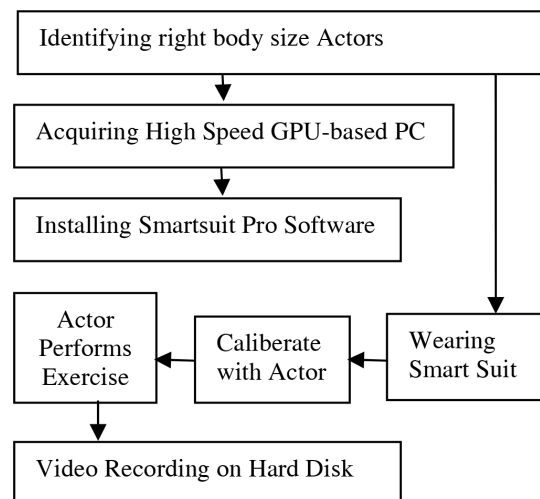 Identifying right body size Actors
Acquiring High Speed GPU-based PC
Installing Smartsuit Pro Software
Actor
Performs
Exercise
Caliberate
with Actor
Wearing
Smart Suit
Video Recording on Hard Disk